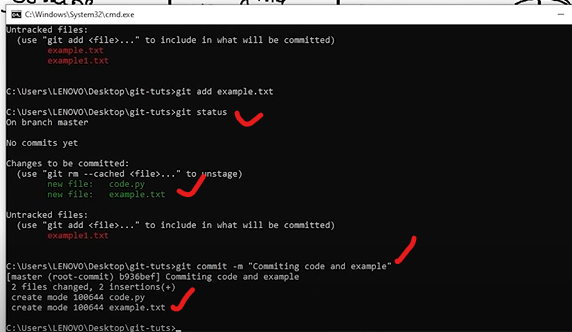 C:\Windows\System32\cmd.exe
Untracked files:
(use "git add <file>..." to include in what will be committed)
example.txt
example1.txt
C:\Users\LENOVO\Desktop\git-tuts>git add example.txt
C:\Users\LENOVO\Desktop\git-tuts>git status
On branch master
No commits yet
Changes to be committed:
(use "git rm --cached <file>..." to unstage)
new file: code.py
new file: example.txt
Untracked files:
(use "git add <file>..." to include in what will be committed)
example1.txt
C:\Users\LENOVO\Desktop\git-tuts>git commit -m "Commiting code and example"
[master (root-commit) b936bef] Commiting code and example
2 files changed, 2 insertions(+)
create mode 100644 code.py
create mode 100644 example.txt
C:\Users\LENOVO\Desktop\git-tuts>